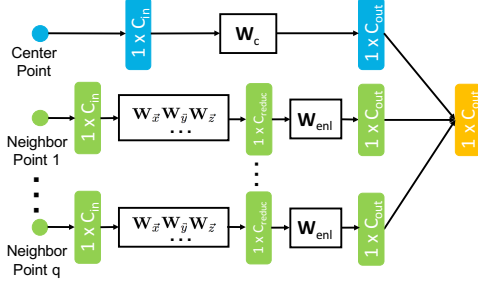 Center
Point
1 x C_in
W_c
1 x C_out
Neighbor
Point 1
1 x C_in
W_x⃗ W_y⃗ W_z⃗
...
1 x C_reduc
W_enl
1 x C_out
1 x C_out
Neighbor
Point q
1 x C_in
W_x⃗ W_y⃗ W_z⃗
...
1 x C_reduc
W_enl
1 x C_out